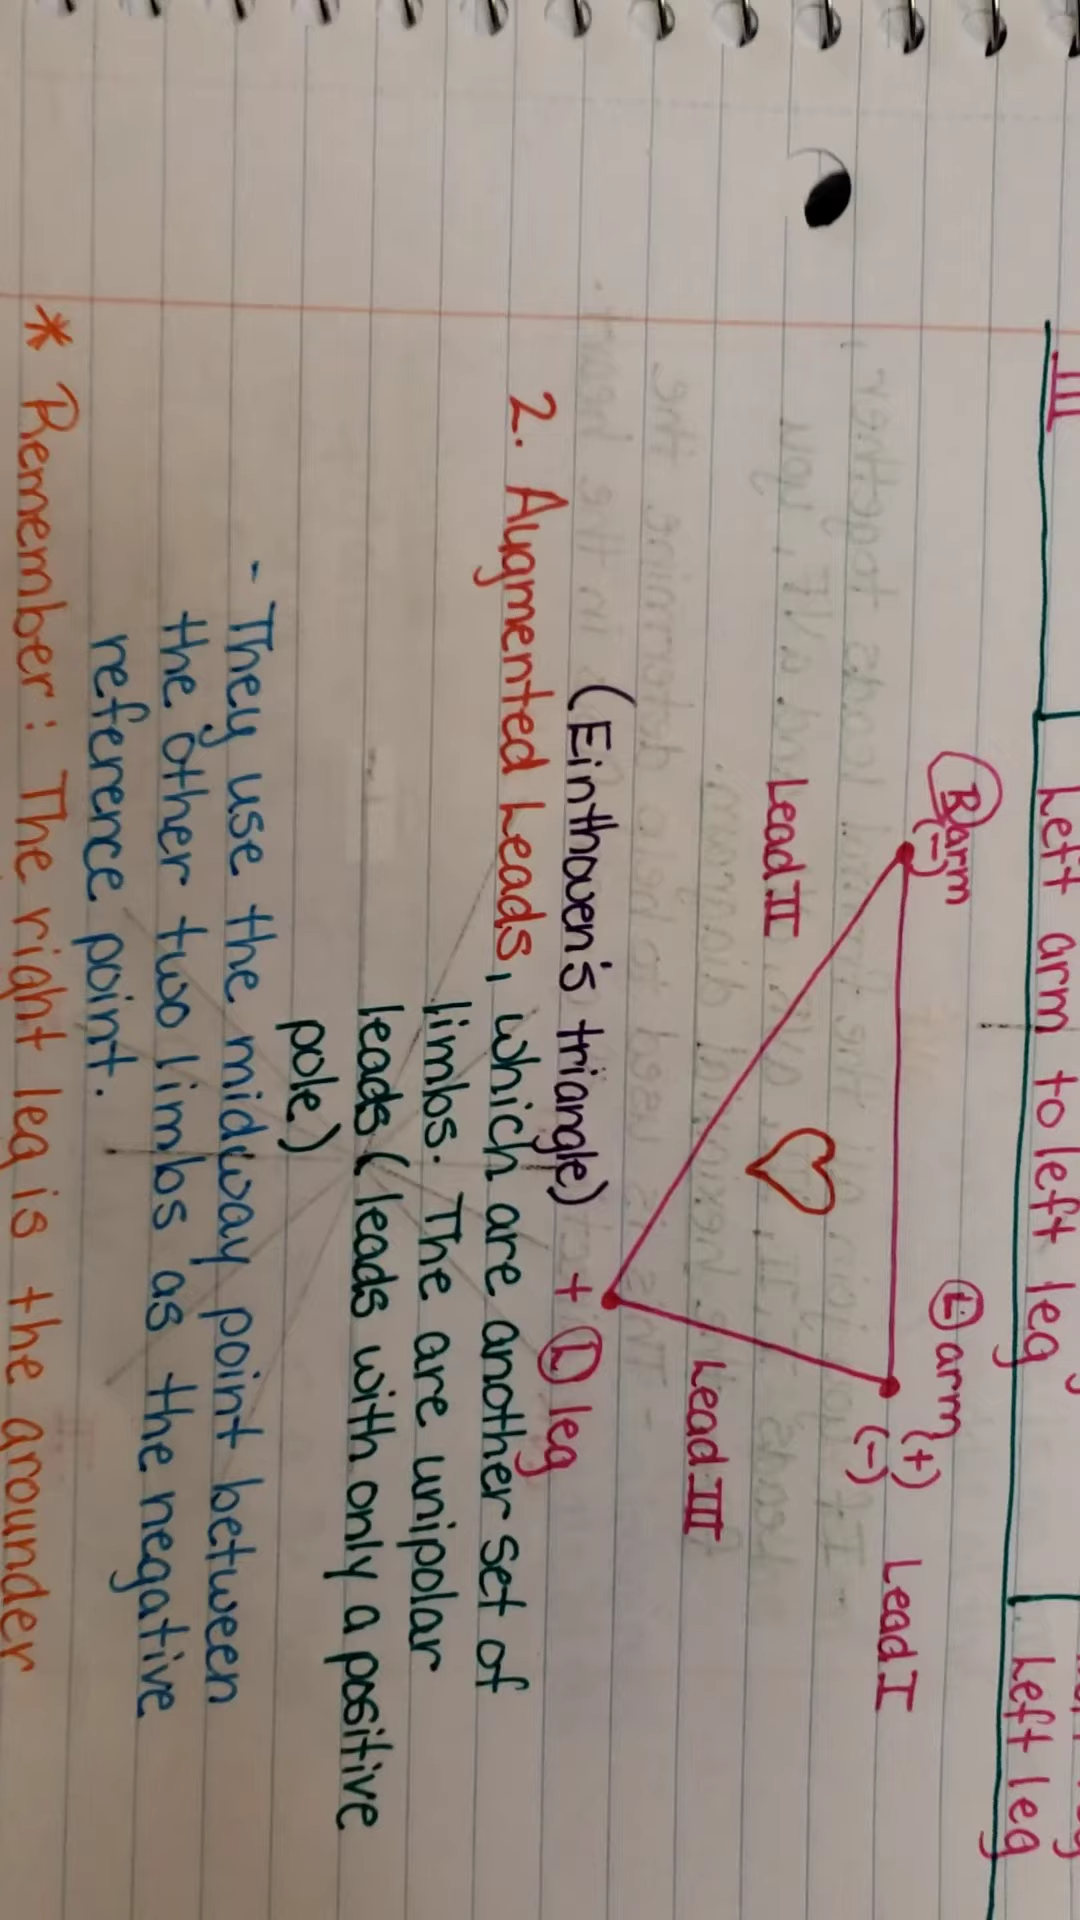 III Left arm to left leg Left leg
R arm L arm
(-) (+)
Lead I
(-)
Lead II
Lead III
+ L leg
(Einthoven's triangle)
2. Augmented Leads, which are another set of
limbs. The are unipolar
leads (leads with only a positive
pole)
- They use the midway point between
the other two limbs as the negative
reference point.
* Remember: The right leg is the grounder